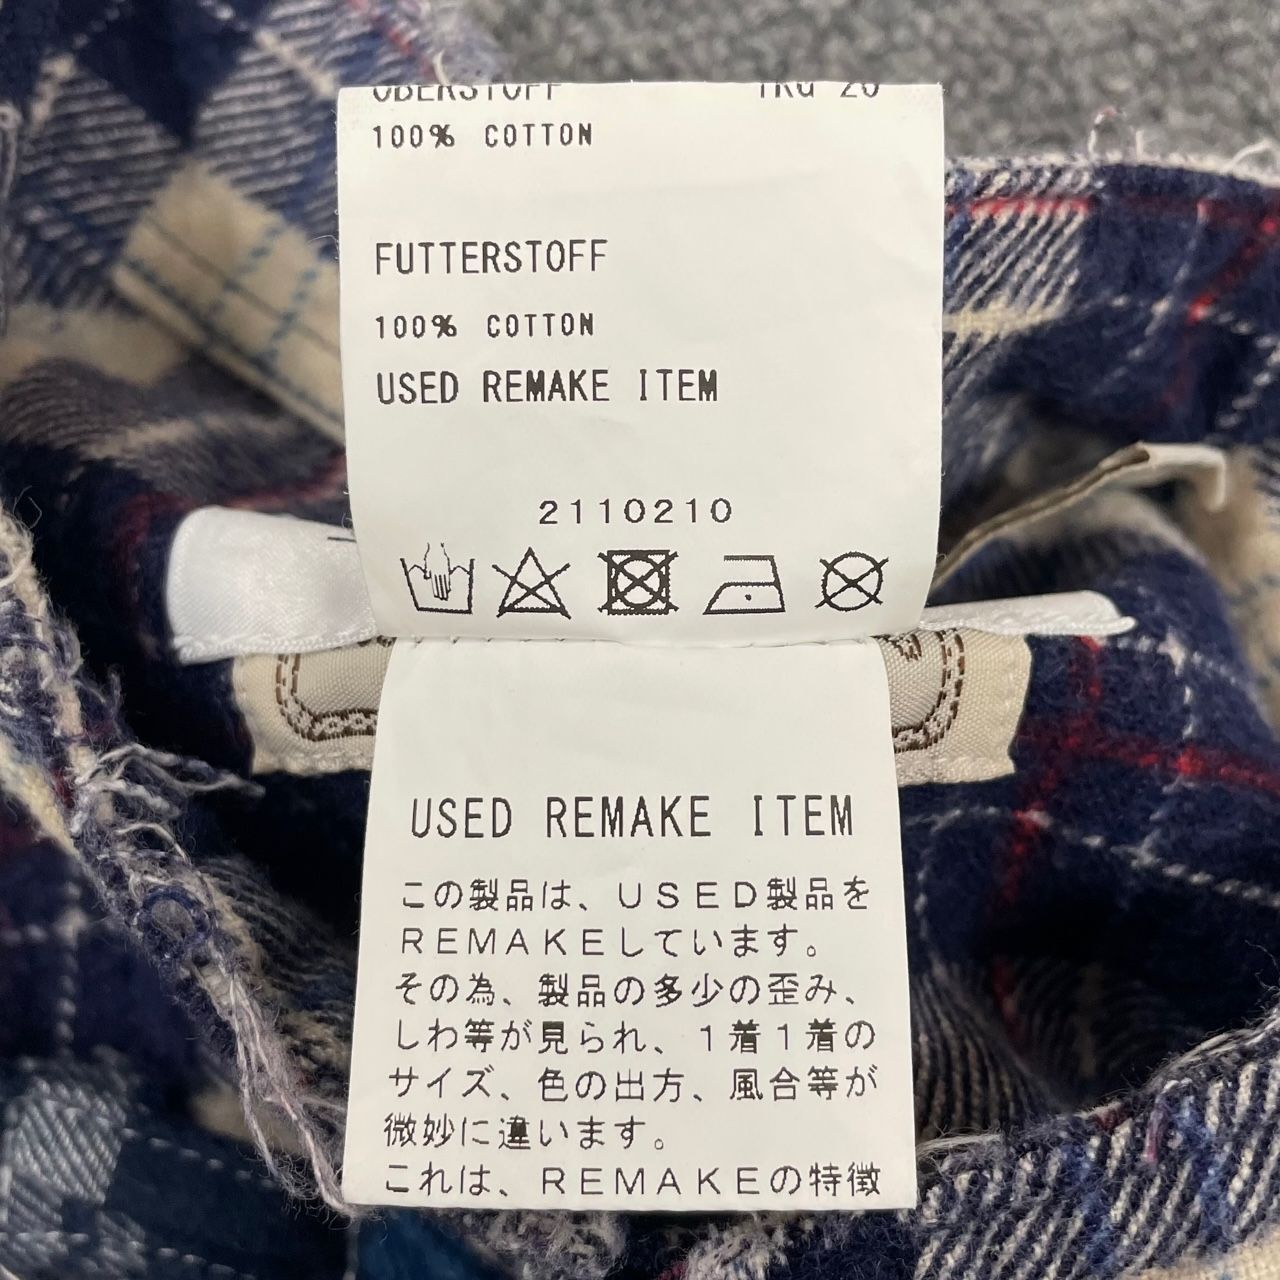 OBERSTOFF TKG 20
100% COTTON
FUTTERSTOFF
100% COTTON
USED REMAKE ITEM
2110210
USED REMAKE ITEM
この製品は、ＵＳＥＤ製品を
ＲＥＭＡＫＥしています。
その為、製品の多少の歪み、
しわ等が見られ、１着１着の
サイズ、色の出方、風合等が
微妙に違います。
これは、ＲＥＭＡＫＥの特徴